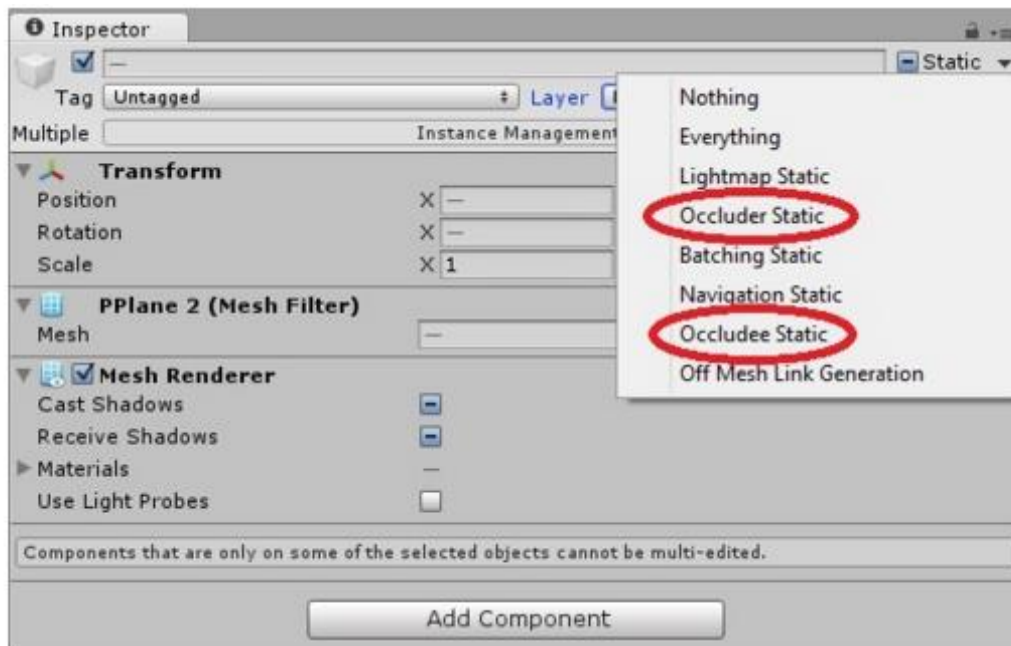 Inspector
— Static
Tag Untagged Layer
Multiple Instance Management
Nothing
Everything
Lightmap Static
Occluder Static
Batching Static
Navigation Static
Occludee Static
Off Mesh Link Generation
Transform
Position X —
Rotation X —
Scale X 1
PPlane 2 (Mesh Filter)
Mesh —
Mesh Renderer
Cast Shadows
Receive Shadows
Materials —
Use Light Probes
Components that are only on some of the selected objects cannot be multi-edited.
Add Component